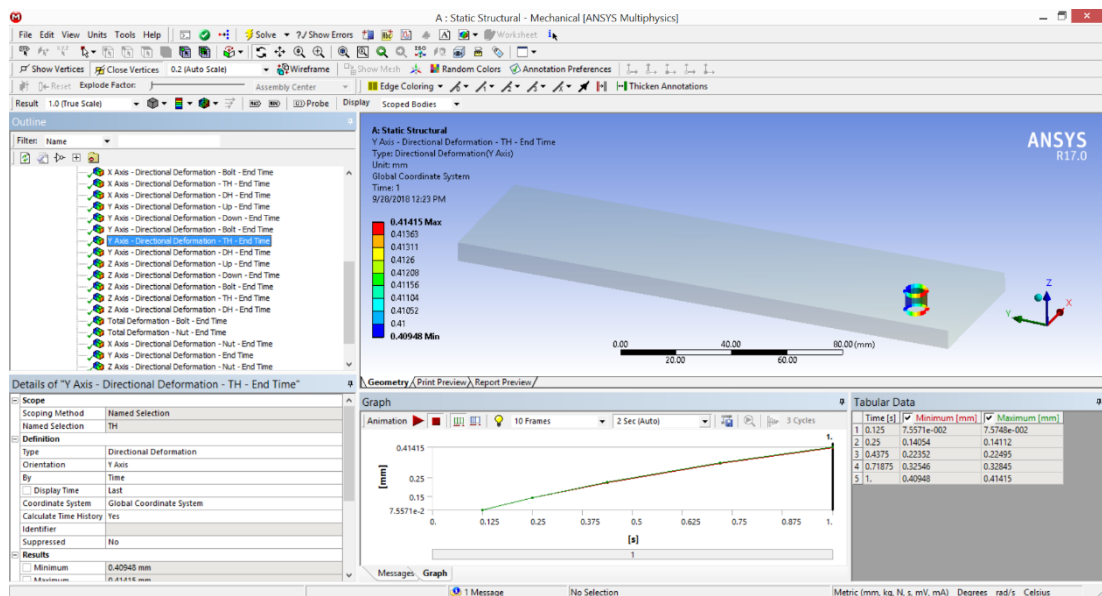 A : Static Structural - Mechanical [ANSYS Multiphysics]
File Edit View Units Tools Help Solve ?/ Show Errors Worksheet
Show Vertices Close Vertices 0.2 (Auto Scale) Wireframe Show Mesh Random Colors Annotation Preferences
Reset Explode Factor: Assembly Center Edge Coloring Thicken Annotations
Result 1.0 (True Scale) Probe Display Scoped Bodies
Outline
Filter: Name
X Axis - Directional Deformation - Bolt - End Time
X Axis - Directional Deformation - TH - End Time
X Axis - Directional Deformation - DH - End Time
Y Axis - Directional Deformation - Up - End Time
Y Axis - Directional Deformation - Down - End Time
Y Axis - Directional Deformation - Bolt - End Time
Y Axis - Directional Deformation - TH - End Time
Y Axis - Directional Deformation - DH - End Time
Z Axis - Directional Deformation - Up - End Time
Z Axis - Directional Deformation - Down - End Time
Z Axis - Directional Deformation - Bolt - End Time
Z Axis - Directional Deformation - TH - End Time
Z Axis - Directional Deformation - DH - End Time
Total Deformation - Bolt - End Time
Total Deformation - Nut - End Time
X Axis - Directional Deformation - Nut - End Time
Y Axis - Directional Deformation - End Time
Z Axis - Directional Deformation - Nut - End Time
A: Static Structural
Y Axis - Directional Deformation - TH - End Time
Type: Directional Deformation(Y Axis)
Unit: mm
Global Coordinate System
Time: 1
9/28/2018 12:23 PM
0.41415 Max
0.41363
0.41311
0.4126
0.41208
0.41156
0.41104
0.41052
0.41
0.40948 Min
ANSYS
R17.0
Z
X
Y
0.00 40.00 80.00 (mm)
20.00 60.00
Geometry Print Preview Report Preview
Details of "Y Axis - Directional Deformation - TH - End Time"
Scope
Scoping Method Named Selection
Named Selection TH
Definition
Type Directional Deformation
Orientation Y Axis
By Time
Display Time Last
Coordinate System Global Coordinate System
Calculate Time History Yes
Identifier
Suppressed No
Results
Minimum 0.40948 mm
Maximum 0.41415 mm
Graph
Animation 10 Frames 2 Sec (Auto) 3 Cycles
1.
0.41415
0.25
0.15
7.5571e-2
[mm]
0. 0.125 0.25 0.375 0.5 0.625 0.75 0.875 1.
[s]
1
Messages Graph
Tabular Data
Time [s] Minimum [mm] Maximum [mm]
1 0.125 7.5571e-002 7.5748e-002
2 0.25 0.14054 0.14112
3 0.4375 0.22352 0.22495
4 0.71875 0.32546 0.32845
5 1. 0.40948 0.41415
1 Message No Selection Metric (mm, kg, N, s, mV, mA) Degrees rad/s Celsius